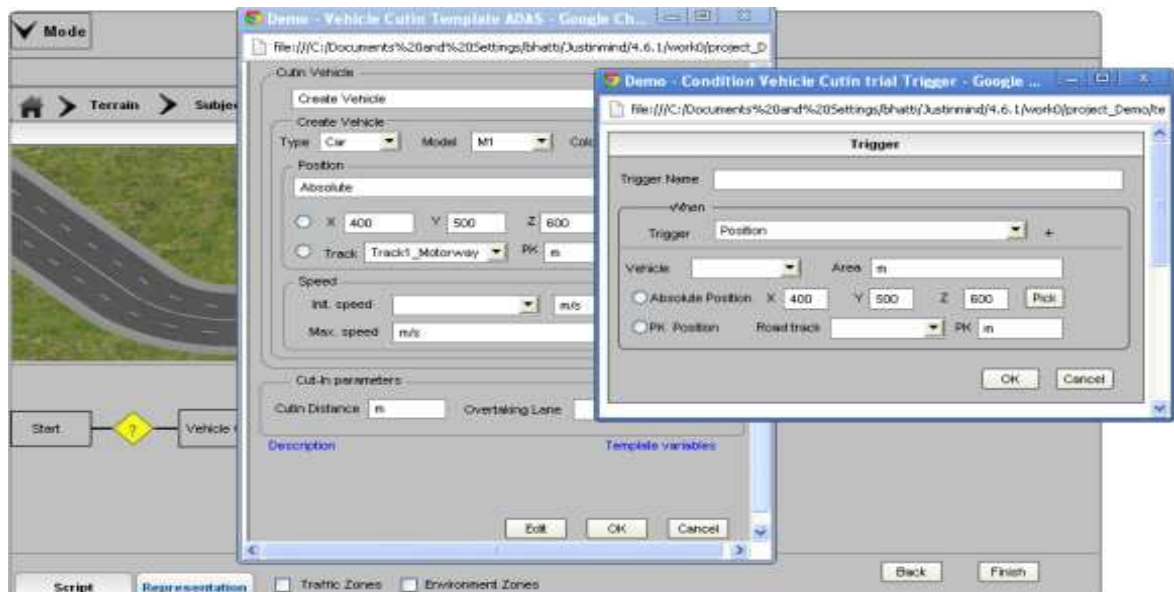 Mode
Terrain
Subje
Start
?
Vehicle
Script
Representation
Traffic Zones
Environment Zones
Back
Finish
Demo - Vehicle Cutin Template ADAS - Google Ch...
file:///C:/Documents%20and%20Settings/bhatti/Justinmind/4.6.1/work0/project_D
Cutin Vehicle
Create Vehicle
Create Vehicle
Type Car Model M1 Colo
Position
Absolute
X 400 Y 500 Z 600
Track Track1_Motorway PK m
Speed
Init. speed m/s
Max. speed m/s
Cut-In parameters
Cutin Distance m Overtaking Lane
Description Template variables
Edit OK Cancel
Demo - Condition Vehicle Cutin trial Trigger - Google ...
file:///C:/Documents%20and%20Settings/bhatti/Justinmind/4.6.1/work0/project_Demo/te
Trigger
Trigger Name
When
Trigger Position +
Vehicle Area m
Absolute Position X 400 Y 500 Z 600 Pick
PK. Position Road track PK m
OK Cancel